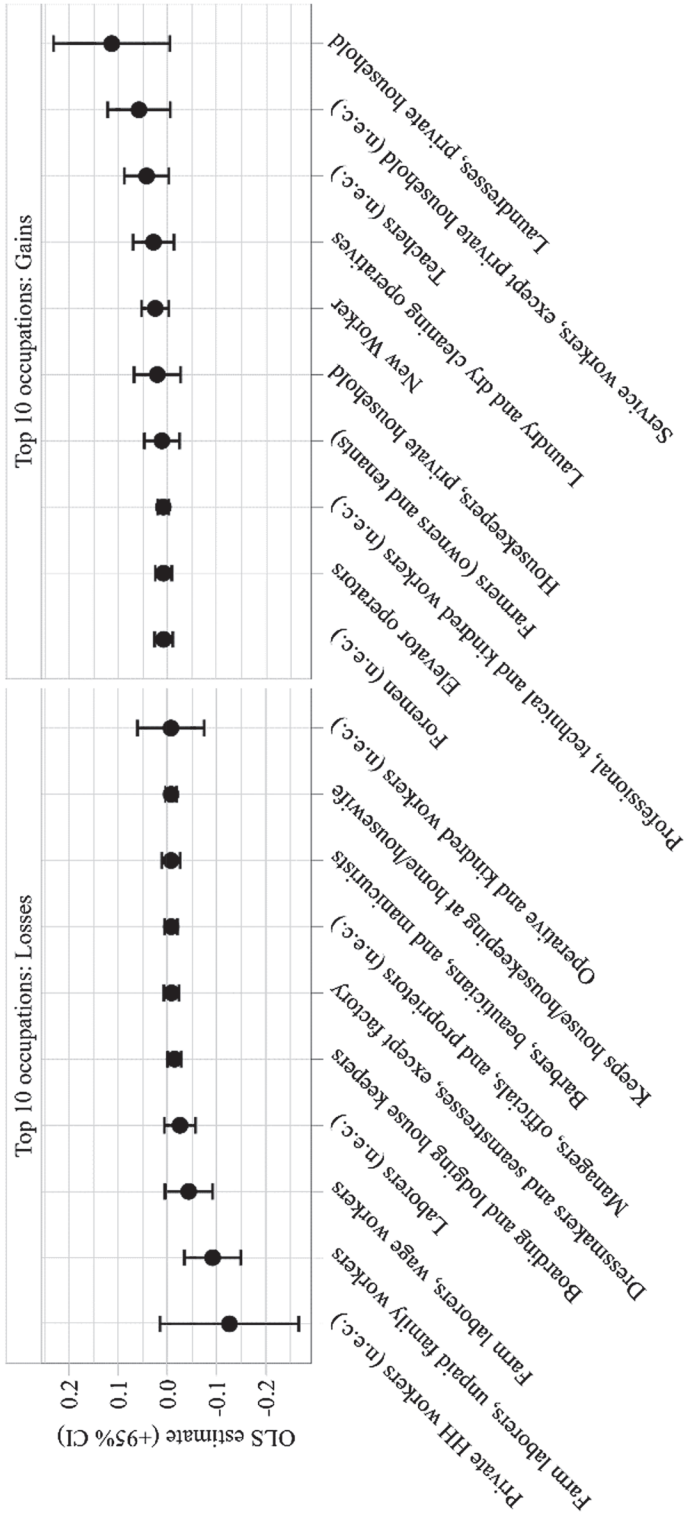 Top 10 occupations: Losses
Top 10 occupations: Gains
OLS estimate (+95% CI)
0.2
0.1
0.0
-0.1
-0.2
Private HH workers (n.e.c.)
Farm laborers, unpaid family workers
Farm laborers, wage workers
Laborers (n.e.c.)
Boarding and lodging house keepers
Dressmakers and seamstresses, except factory
Managers, officials, and proprietors (n.e.c.)
Barbers, beauticians, and manicurists
Keeps house/housekeeping at home/housewife
Operative and kindred workers (n.e.c.)
Foremen (n.e.c.)
Elevator operators
Professional, technical and kindred workers (n.e.c.)
Farmers (owners and tenants)
Housekeepers, private household
New Worker
Laundry and dry cleaning operatives
Teachers (n.e.c.)
Service workers, except private household (n.e.c.)
Laundresses, private household